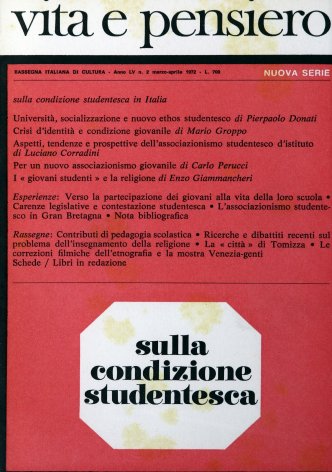 vita e pensiero
RASSEGNA ITALIANA DI CULTURA - Anno LV n. 2 marzo-aprile 1972 - L. 700
NUOVA SERIE
sulla condizione studentesca in Italia
Università, socializzazione e nuovo ethos studentesco di Pierpaolo Donati
Crisi d'identità e condizione giovanile di Mario Groppo
Aspetti, tendenze e prospettive dell'associazionismo studentesco d'istituto
di Luciano Corradini
Per un nuovo associazionismo giovanile di Carlo Perucci
I « giovani studenti » e la religione di Enzo Giammancheri
Esperienze: Verso la partecipazione dei giovani alla vita della loro scuola •
Carenze legislative e contestazione studentesca • L'associazionismo studente-
sco in Gran Bretagna • Nota bibliografica
Rassegne: Contributi di pedagogia scolastica • Ricerche e dibattiti recenti sul
problema dell'insegnamento della religione • La « città » di Tomizza • Le
correzioni filmiche dell'etnografia e la mostra Venezia-genti
Schede / Libri in redazione
sulla
condizione
studentesca